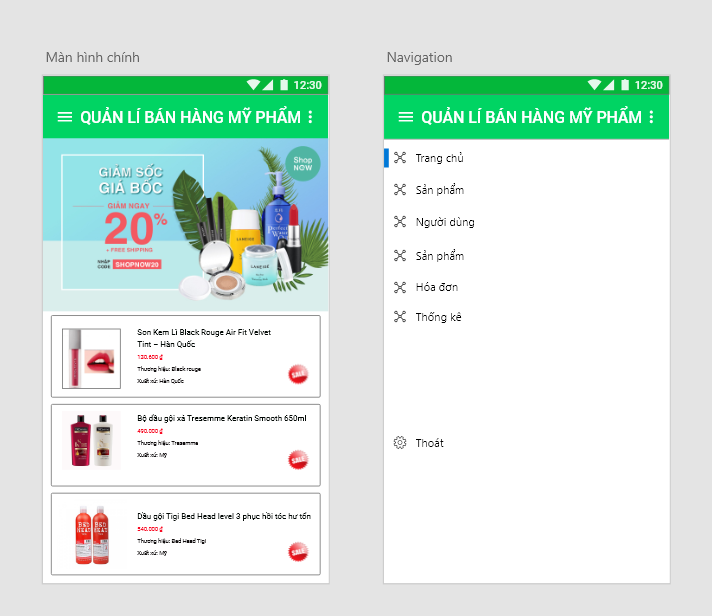 Màn hình chính
12:30
QUẢN LÍ BÁN HÀNG MỸ PHẨM
GIẢM SỐC
GIÁ BỐC
GIẢM NGAY
20%
+ FREE SHIPPING
NHẬP
CODE
SHOPNOW20
Shop
NOW
LANEIGE
LANEIGE
Son Kem Lì Black Rouge Air Fit Velvet
Tint – Hàn Quốc
120,600 ₫
Thương hiệu: Black rouge
Xuất xứ: Hàn Quốc
SALE
Bộ dầu gội xả Tresemme Keratin Smooth 650ml
490,000 ₫
Thương hiệu: Tresemme
Xuất xứ: Mỹ
SALE
BED
HEAD
BED
HEAD
Dầu gội Tigi Bed Head level 3 phục hồi tóc hư tổn
540,000 ₫
Thương hiệu: Bed Head Tigi
Xuất xứ: Mỹ
SALE
Navigation
12:30
QUẢN LÍ BÁN HÀNG MỸ PHẨM
Trang chủ
Sản phẩm
Người dùng
Sản phẩm
Hóa đơn
Thống kê
Thoát